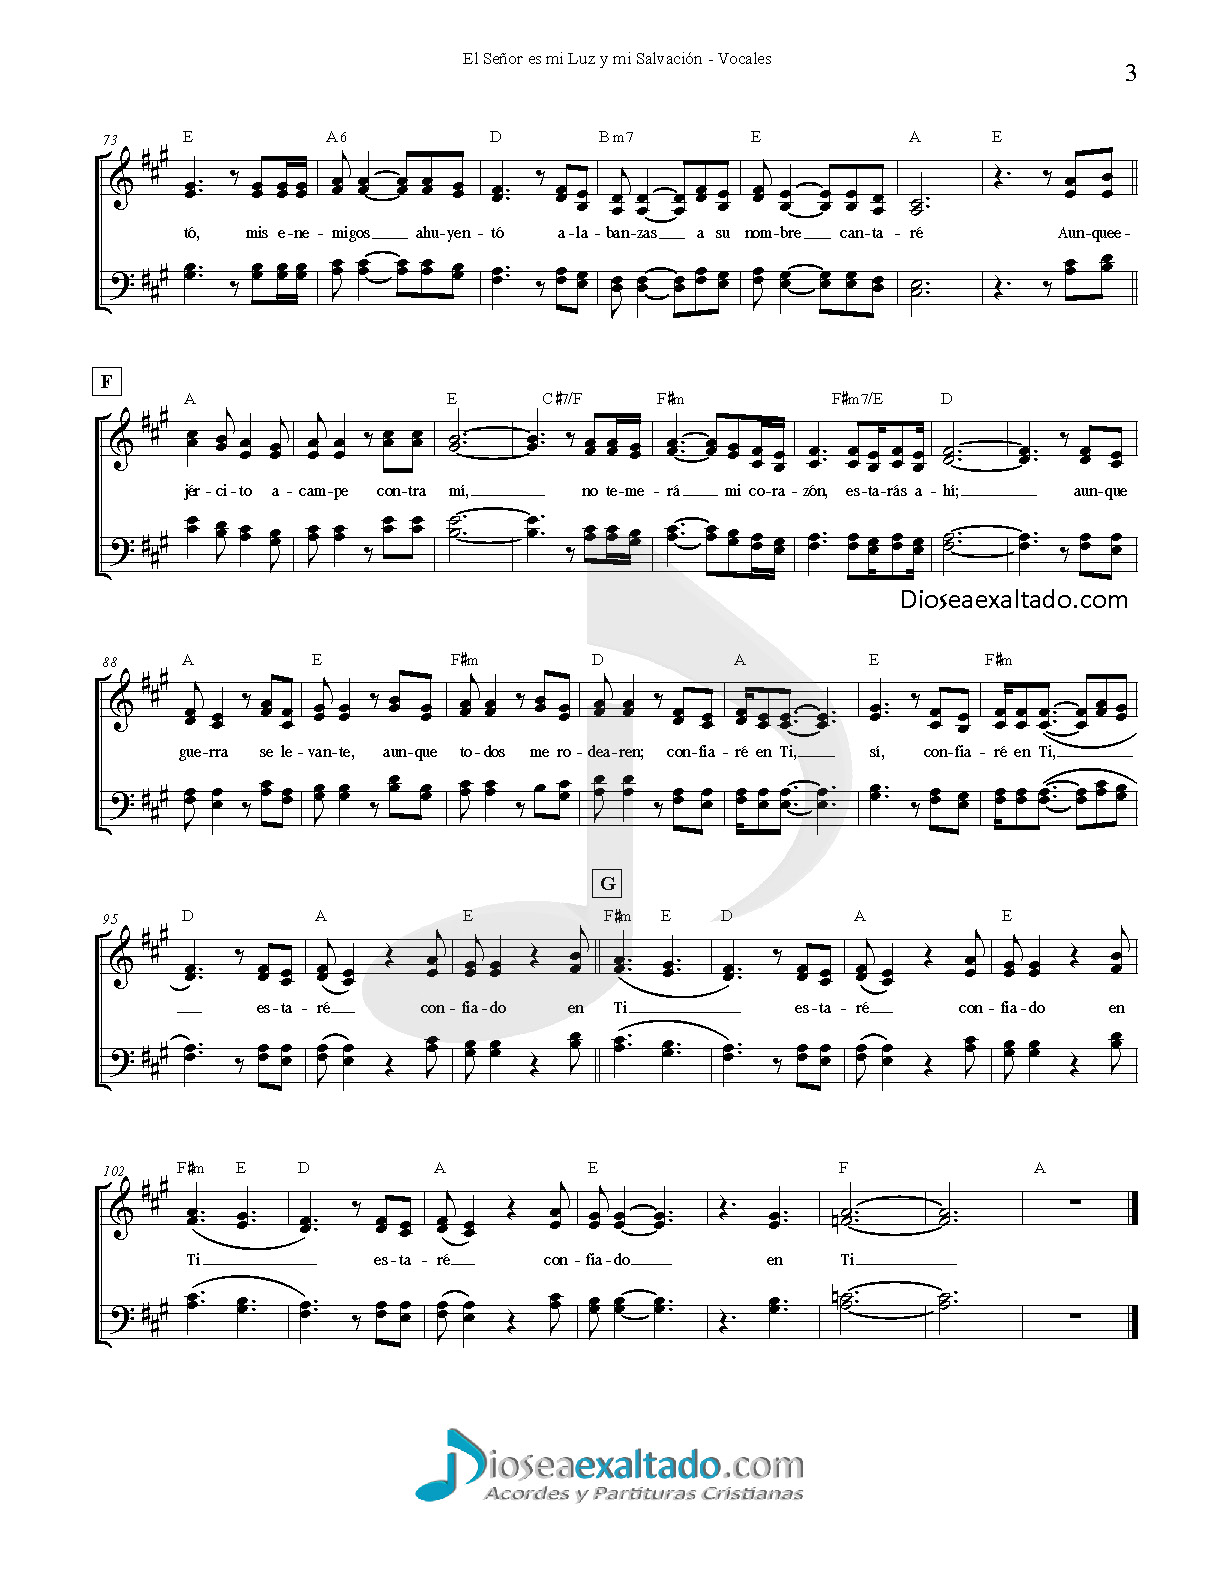 El Señor es mi Luz y mi Salvación - Vocales
3
73 E A6 D Bm7 E A E
tó, mis e-ne-migos ahu-yen-tó a-la-ban-zas a su nom-bre can-ta-ré Aun-quee-
F
A E C#7/F F#m F#m7/E D
jér-ci-to a-cam-pe con-tra mí, no te-me-rá mi co-ra-zón, es-ta-rás a-hí; aun-que
Dioseaexaltado.com
88 A E F#m D A E F#m
gue-rra se le-van-te, aun-que to-dos me ro-dea-ren; con-fia-ré en Ti, sí, con-fia-ré en Ti,
G
95 D A E F#m E D A E
es-ta-ré con-fia-do en Ti es-ta-ré con-fia-do en
102 F#m E D A E F A
Ti es-ta-ré con-fia-do en Ti
Dioseaexaltado.com
Acordes y Partituras Cristianas